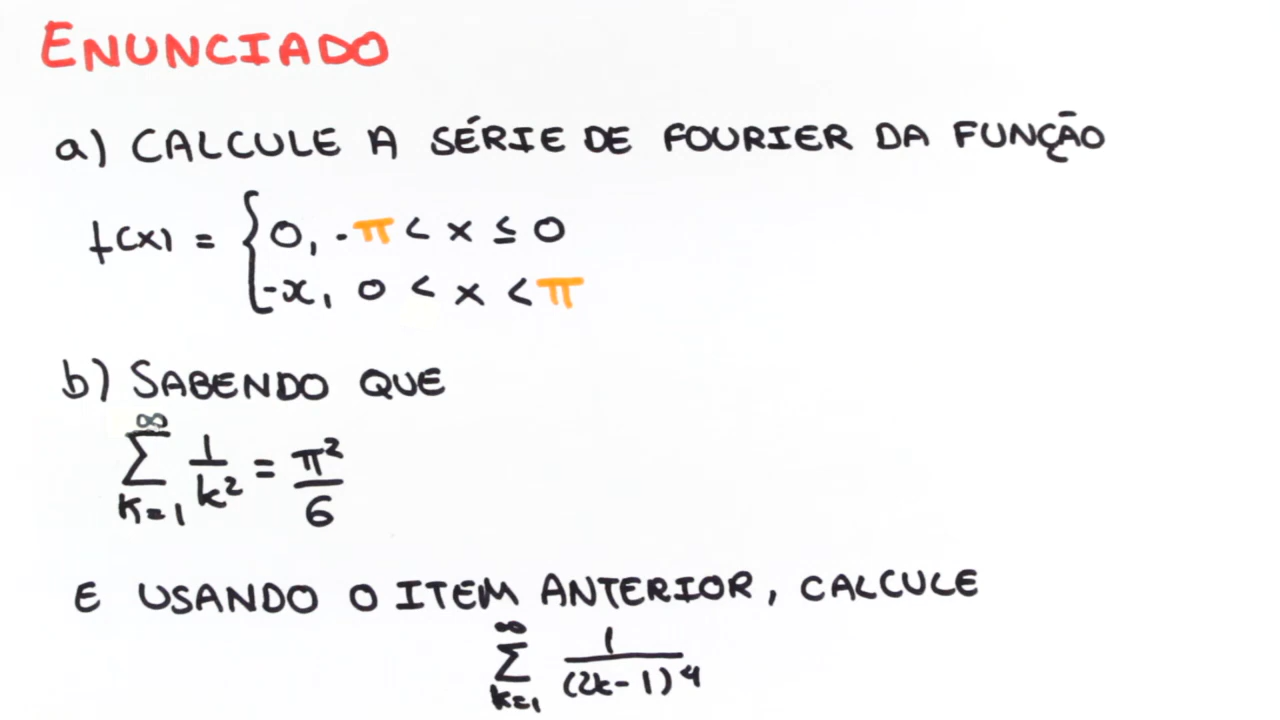 ENUNCIADO
a) CALCULE A SÉRIE DE FOURIER DA FUNÇÃO
f(x) = { 0, -π < x ≤ 0
-x, 0 < x < π
b) SABENDO QUE
∞
∑ 1/k² = π²/6
k=1
E USANDO O ITEM ANTERIOR, CALCULE
∞
∑ 1/(2k-1)⁴
k=1